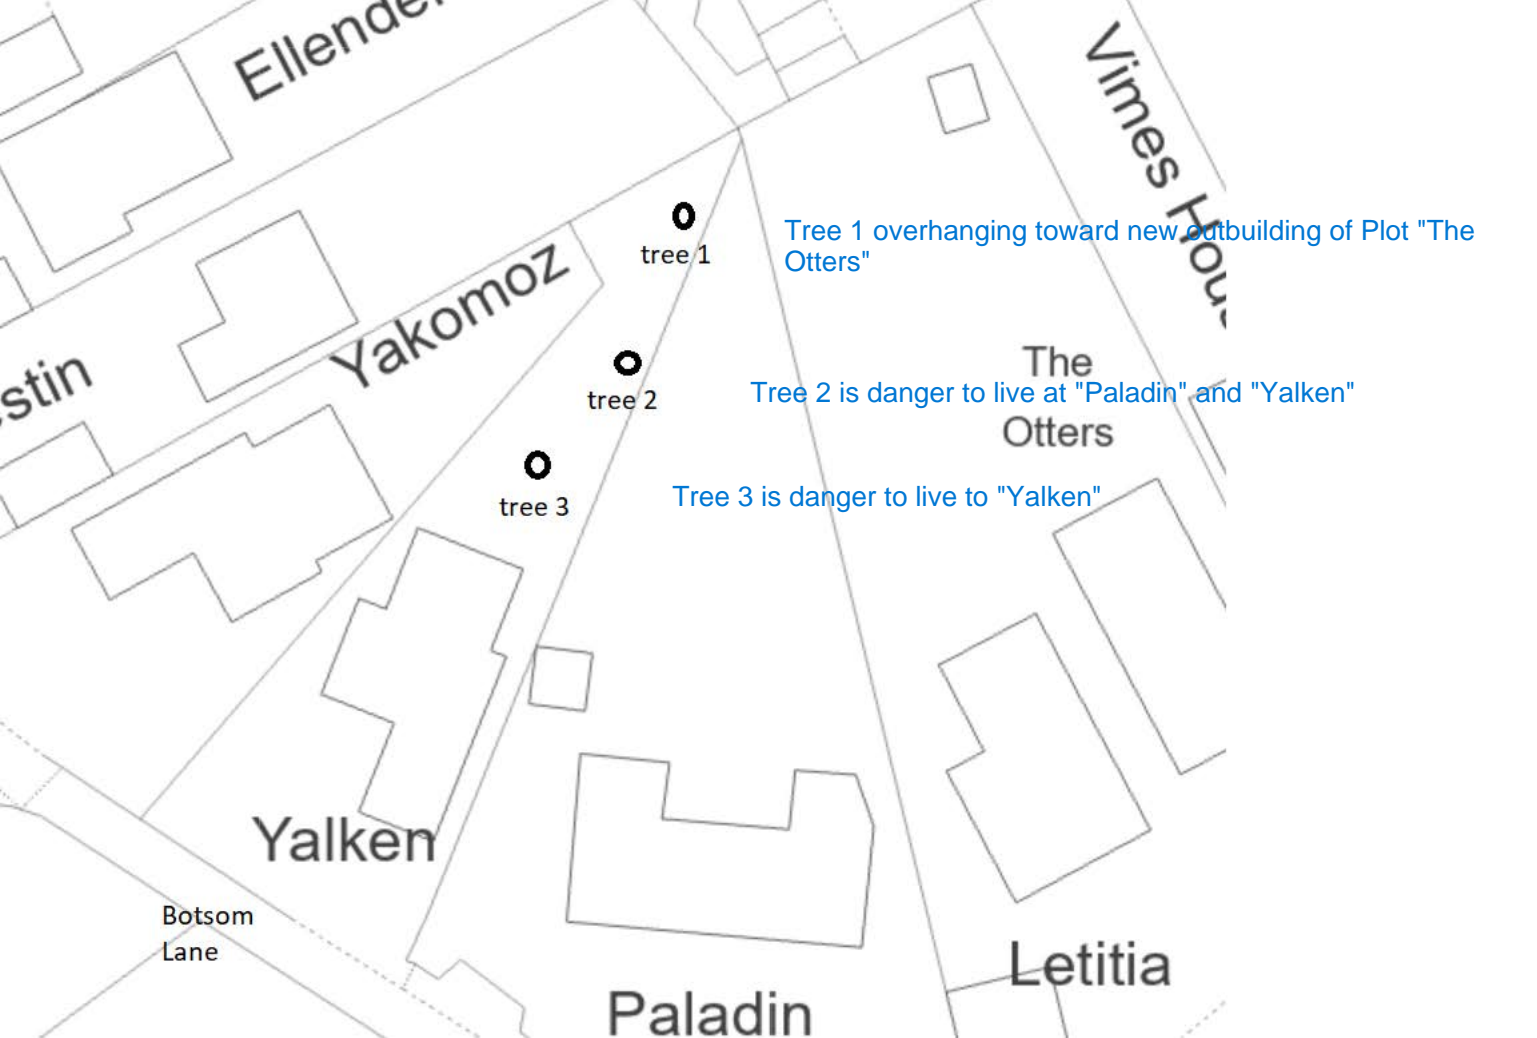 Ellende
Vimes Hou
tree 1
Tree 1 overhanging toward new outbuilding of Plot "The
Otters"
Yakomoz
stin
tree 2
The
Otters
Tree 2 is danger to live at "Paladin" and "Yalken"
tree 3
Tree 3 is danger to live to "Yalken"
Yalken
Botsom
Lane
Letitia
Paladin